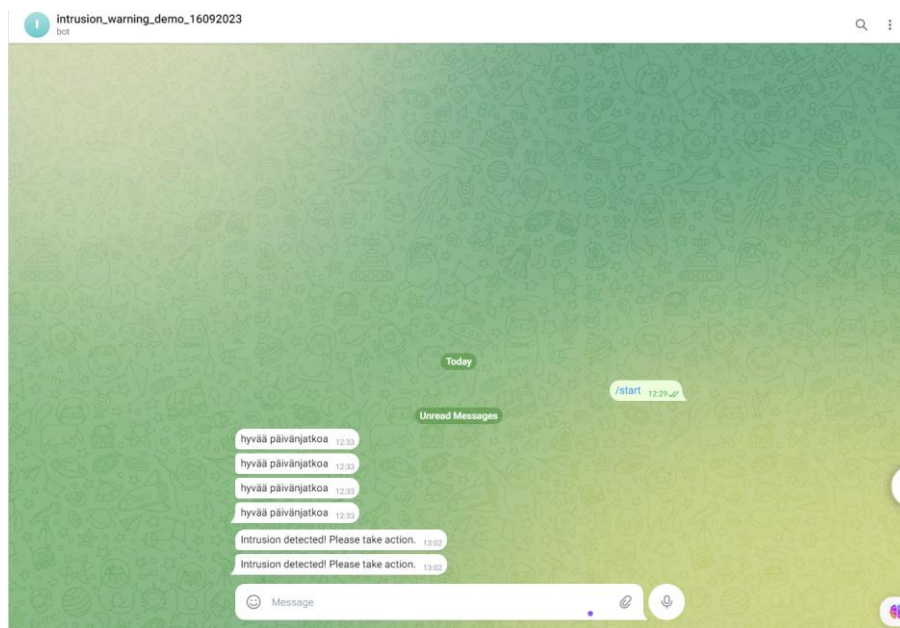 I
intrusion_warning_demo_16092023
bot
Today
/start 12:29
Unread Messages
hyvää päivänjatkoa 12:33
hyvää päivänjatkoa 12:33
hyvää päivänjatkoa 12:33
hyvää päivänjatkoa 12:33
Intrusion detected! Please take action. 13:02
Intrusion detected! Please take action. 13:02
Message